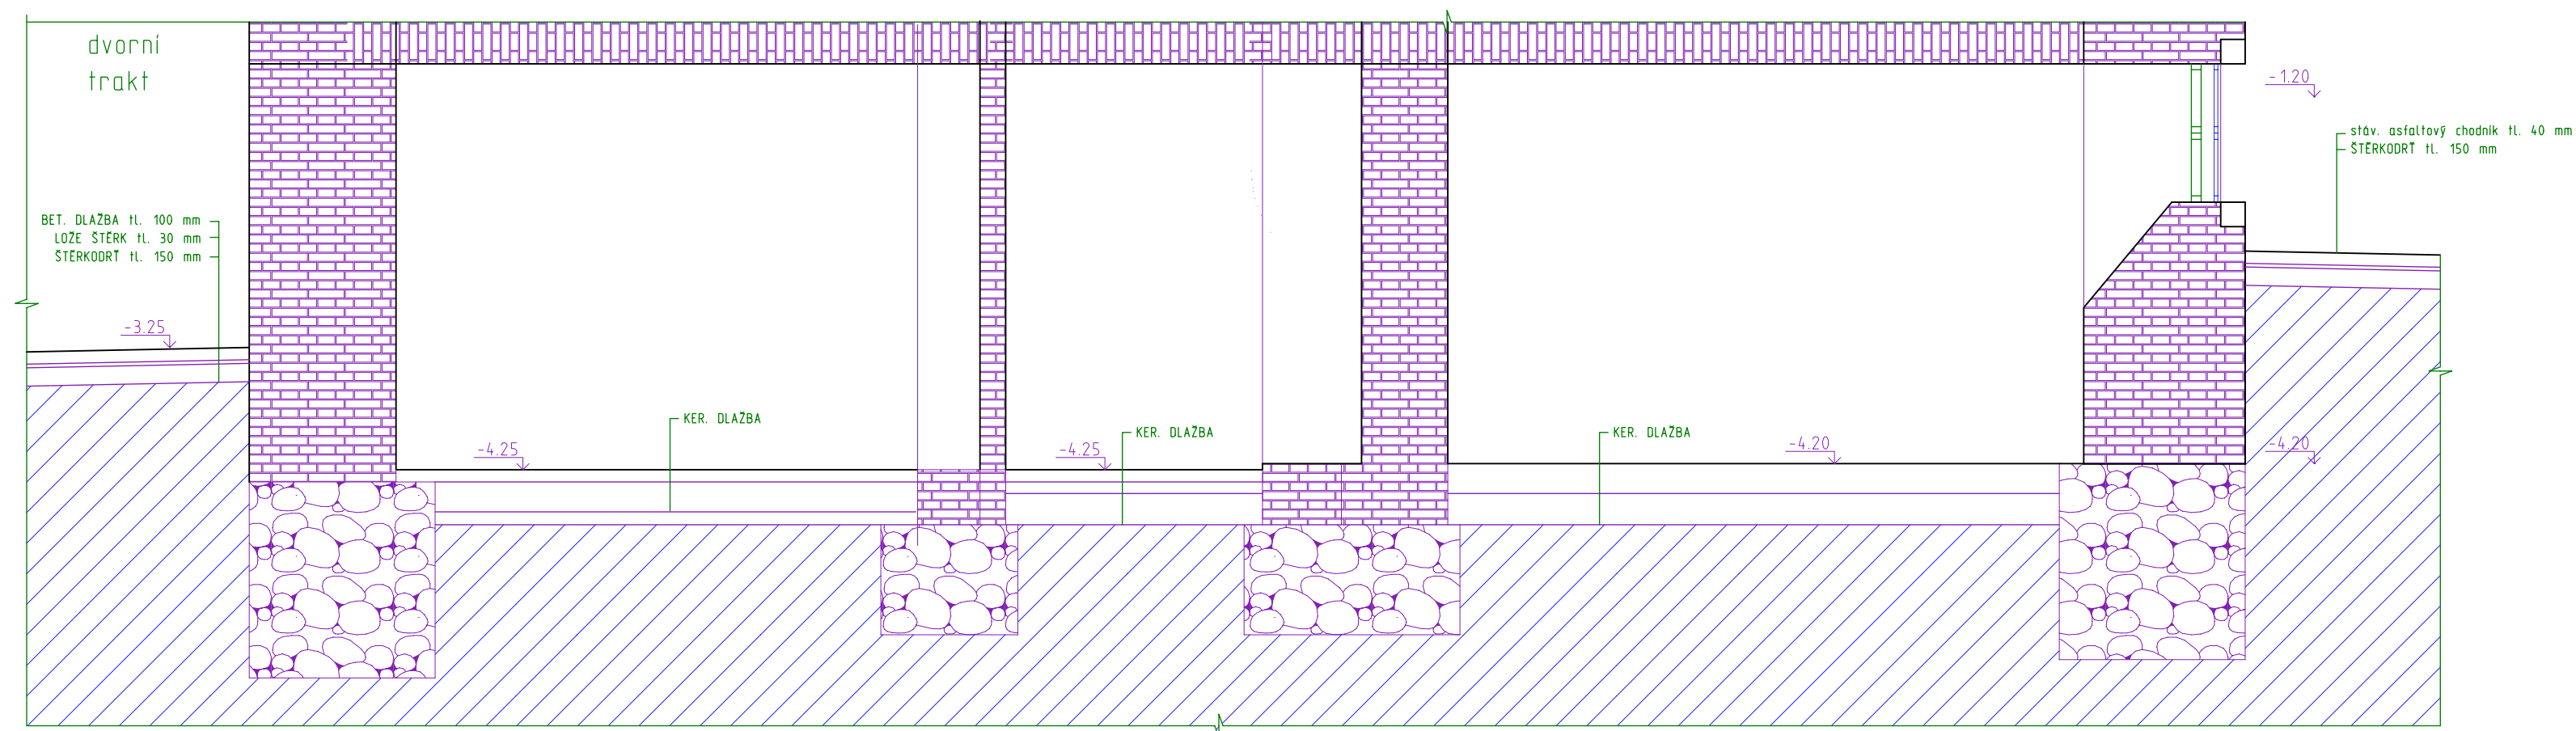 dvorní
trakt
-1.20
stáv. asfaltový chodník tl. 40 mm
ŠTĚRKODRŤ tl. 150 mm
BET. DLAŽBA tl. 100 mm
LOŽE ŠTĚRK tl. 30 mm
ŠTĚRKODRŤ tl. 150 mm
-3.25
KER. DLAŽBA
KER. DLAŽBA
KER. DLAŽBA
-4.25
-4.25
-4.20
-4.20